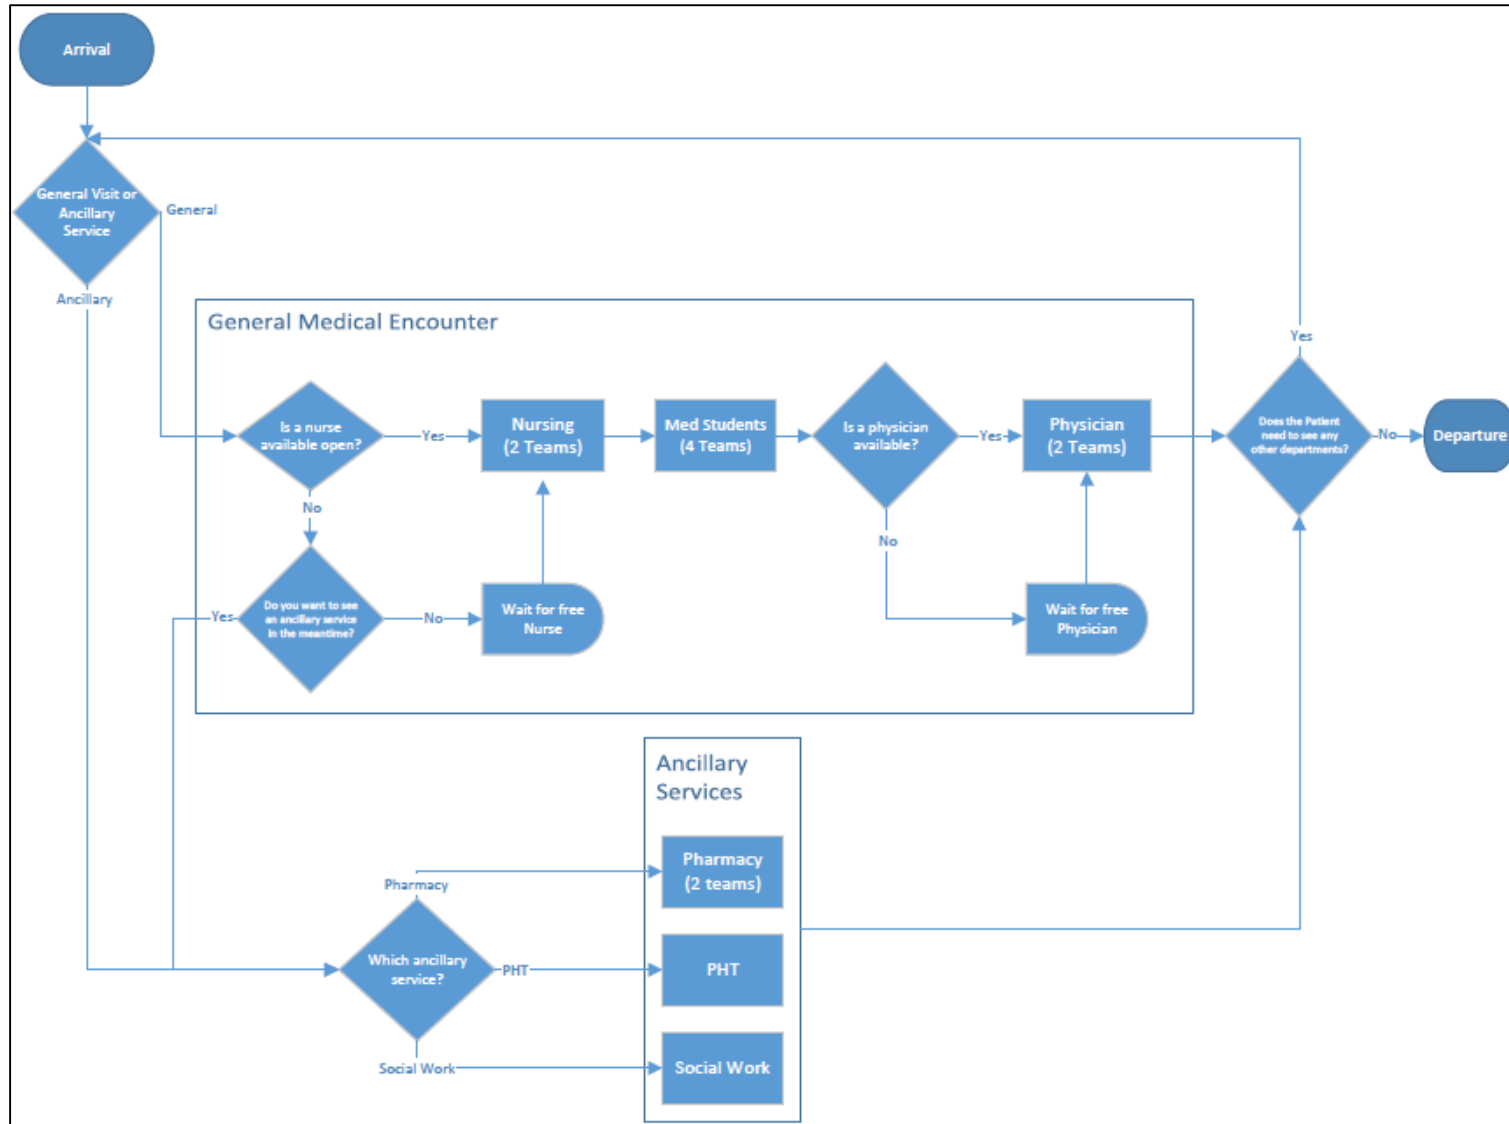 Arrival
General Visit or
Ancillary
Service
General
Ancillary
General Medical Encounter
Is a nurse
available open?
Yes
No
Nursing
(2 Teams)
Med Students
(4 Teams)
Is a physician
available?
Yes
No
Physician
(2 Teams)
Do you want to see
an ancillary service
in the meantime?
Yes
No
Wait for free
Nurse
Wait for free
Physician
Does the Patient
need to see any
other departments?
Yes
No
Departure
Ancillary
Services
Which ancillary
service?
Pharmacy
PHT
Social Work
Pharmacy
(2 teams)
PHT
Social Work